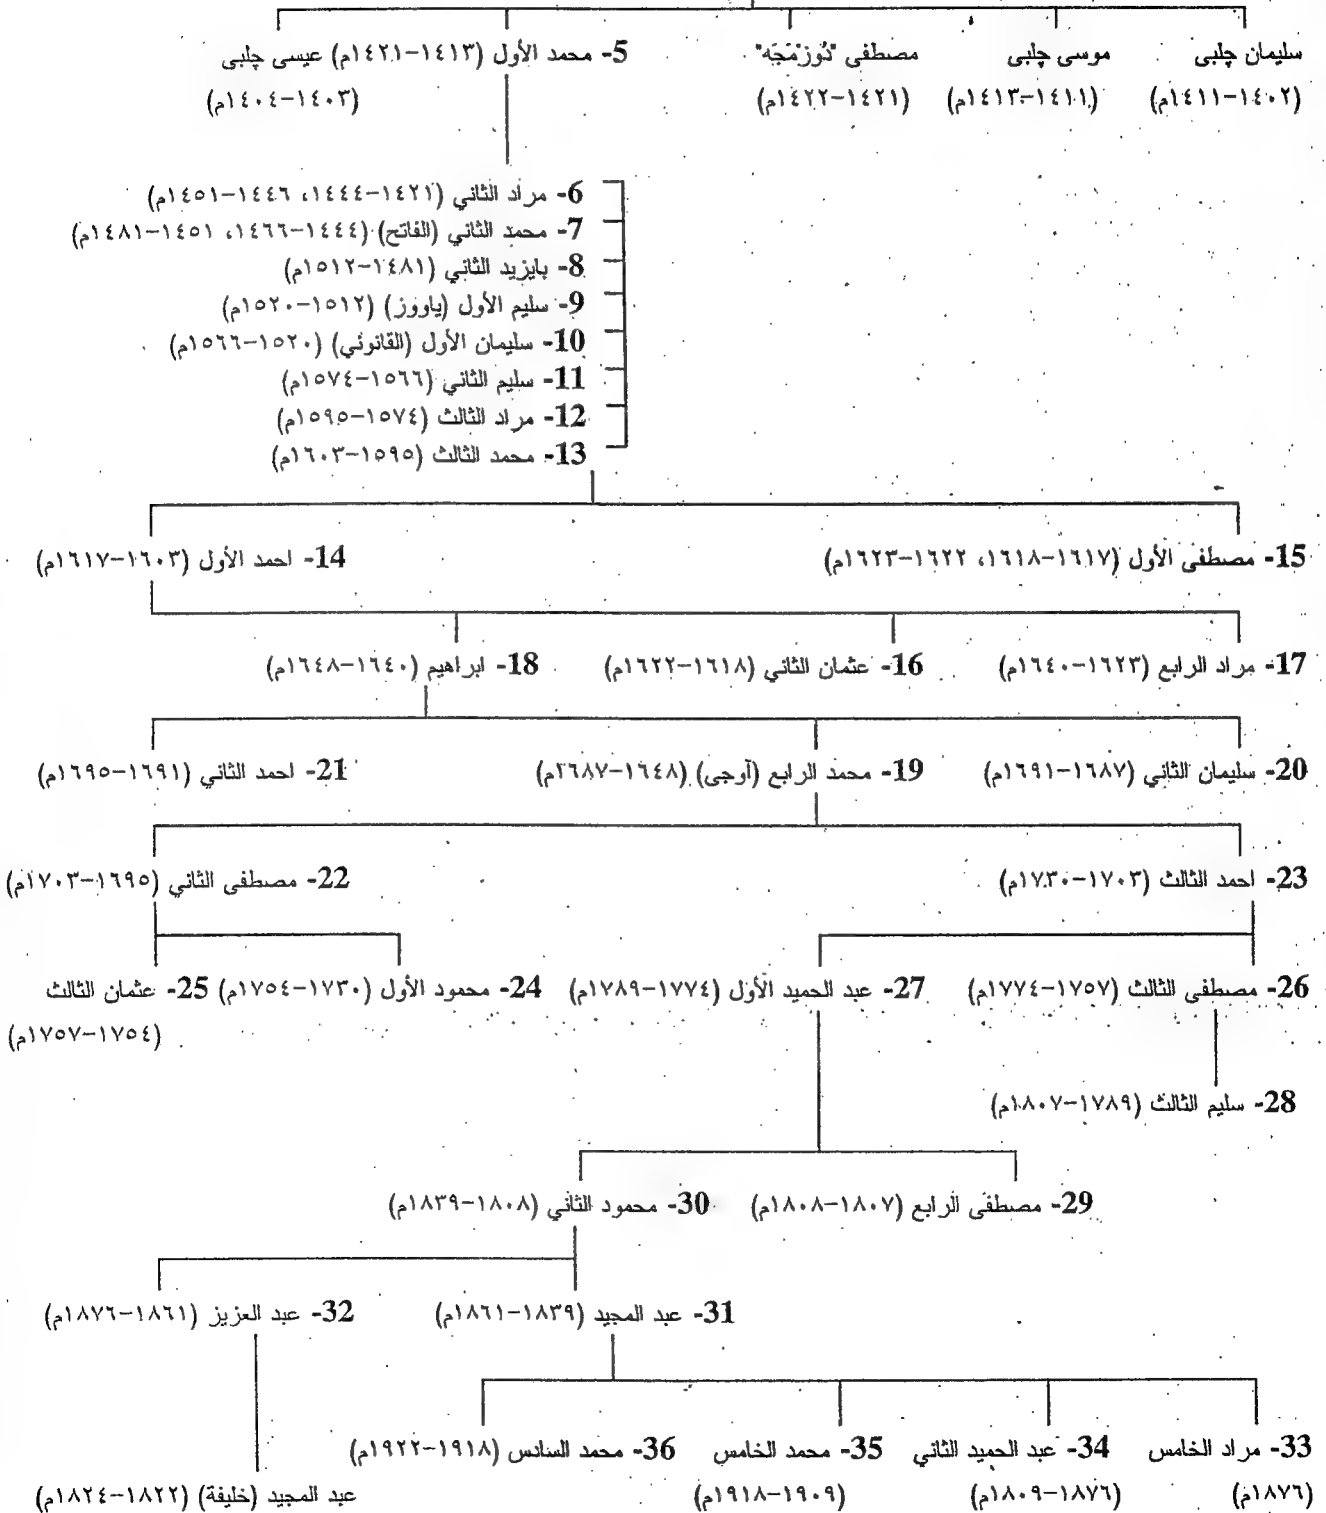 سليمان چلبى موسى چلبى مصطفى "دُوزْمَجَه" 5- محمد الأول (١٤١٣-١٤٢١م) عيسى چلبى
(١٤٠٢-١٤١١م) (١٤١١-١٤١٣م) (١٤٢١-١٤٢٢م) (١٤٠٣-١٤٠٤م)
6- مراد الثاني (١٤٢١-١٤٤٤، ١٤٤٦-١٤٥١م)
7- محمد الثاني (الفاتح) (١٤٤٤-١٤٦٦، ١٤٥١-١٤٨١م)
8- بايزيد الثاني (١٤٨١-١٥١٢م)
9- سليم الأول (ياووز) (١٥١٢-١٥٢٠م)
10- سليمان الأول (القانوني) (١٥٢٠-١٥٦٦م)
11- سليم الثاني (١٥٦٦-١٥٧٤م)
12- مراد الثالث (١٥٧٤-١٥٩٥م)
13- محمد الثالث (١٥٩٥-١٦٠٣م)
15- مصطفى الأول (١٦١٧-١٦١٨، ١٦٢٢-١٦٢٣م) 14- احمد الأول (١٦٠٣-١٦١٧م)
17- مراد الرابع (١٦٢٣-١٦٤٠م) 16- عثمان الثاني (١٦١٨-١٦٢٢م) 18- ابراهيم (١٦٤٠-١٦٤٨م)
20- سليمان الثاني (١٦٨٧-١٦٩١م) 19- محمد الرابع (آوجى) (١٦٤٨-٢٦٨٧م) 21- احمد الثاني (١٦٩١-١٦٩٥م)
23- احمد الثالث (١٧٠٣-١٧٣٠م) 22- مصطفى الثاني (١٦٩٥-١٧٠٣م)
26- مصطفى الثالث (١٧٥٧-١٧٧٤م) 27- عبد الحميد الأول (١٧٧٤-١٧٨٩م) 24- محمود الأول (١٧٣٠-١٧٥٤م) 25- عثمان الثالث
(١٧٥٤-١٧٥٧م)
28- سليم الثالث (١٧٨٩-١٨٠٧م)
29- مصطفى الرابع (١٨٠٧-١٨٠٨م) 30- محمود الثاني (١٨٠٨-١٨٣٩م)
31- عبد المجيد (١٨٣٩-١٨٦١م) 32- عبد العزيز (١٨٦١-١٨٧٦م)
33- مراد الخامس 34- عبد الحميد الثاني 35- محمد الخامس 36- محمد السادس (١٩١٨-١٩٢٢م)
(١٨٧٦م) (١٨٧٦-١٨٠٩م) (١٩٠٩-١٩١٨م) عبد المجيد (خليفة) (١٨٢٢-١٨٢٤م)